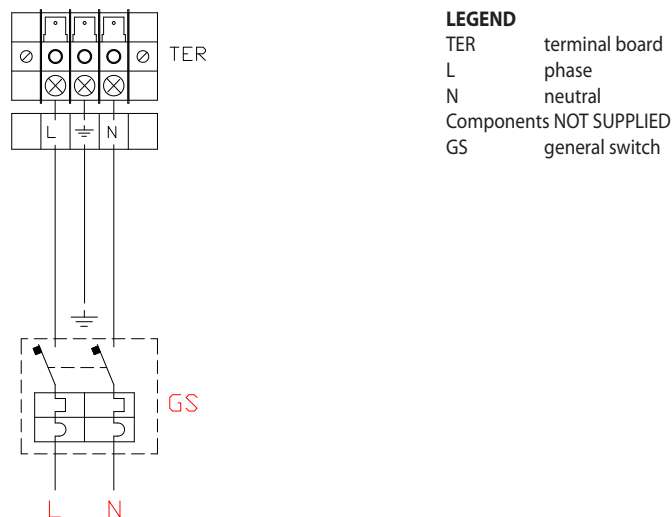 TER
L N
GS
L N
LEGEND
TER terminal board
L phase
N neutral
Components NOT SUPPLIED
GS general switch